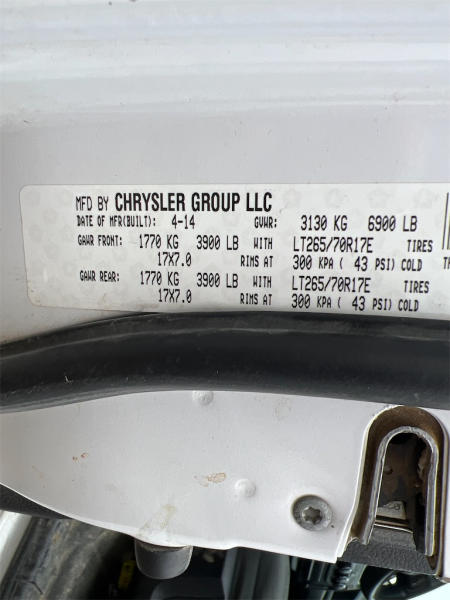 MFD BY CHRYSLER GROUP LLC
DATE OF MFR(BUILT): 4-14 GVWR: 3130 KG 6900 LB
GAWR FRONT: 1770 KG 3900 LB WITH LT265/70R17E TIRES
17X7.0 RIMS AT 300 KPA ( 43 PSI) COLD
GAWR REAR: 1770 KG 3900 LB WITH LT265/70R17E TIRES
17X7.0 RIMS AT 300 KPA ( 43 PSI) COLD